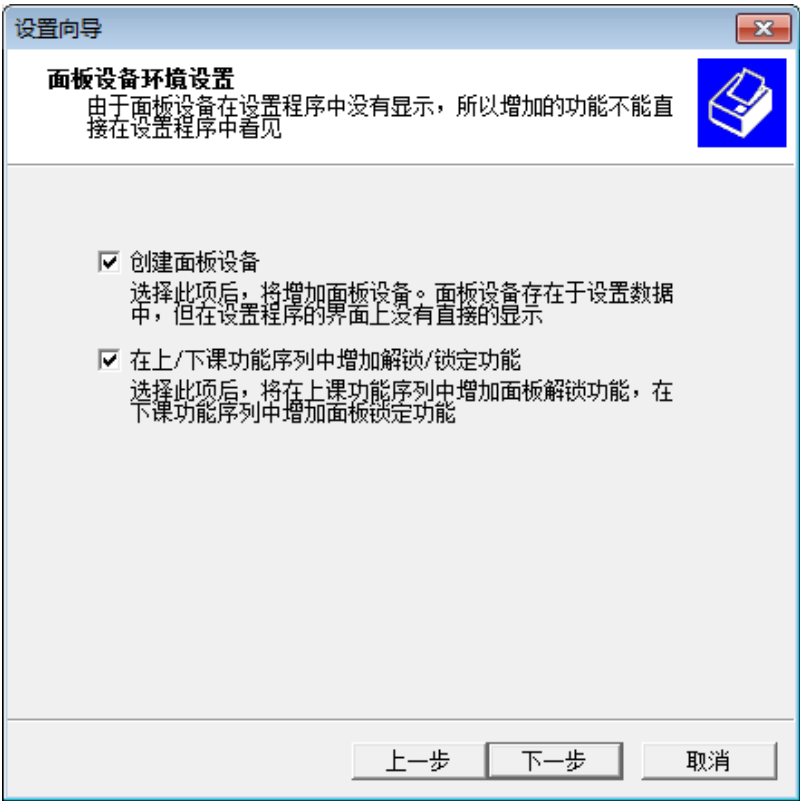 设置向导
面板设备环境设置
由于面板设备在设置程序中没有显示，所以增加的功能不能直
接在设置程序中看见
创建面板设备
选择此项后，将增加面板设备。面板设备存在于设置数据
中，但在设置程序的界面上没有直接的显示
在上/下课功能序列中增加解锁/锁定功能
选择此项后，将在上课功能序列中增加面板解锁功能，在
下课功能序列中增加面板锁定功能
上一步
下一步
取消